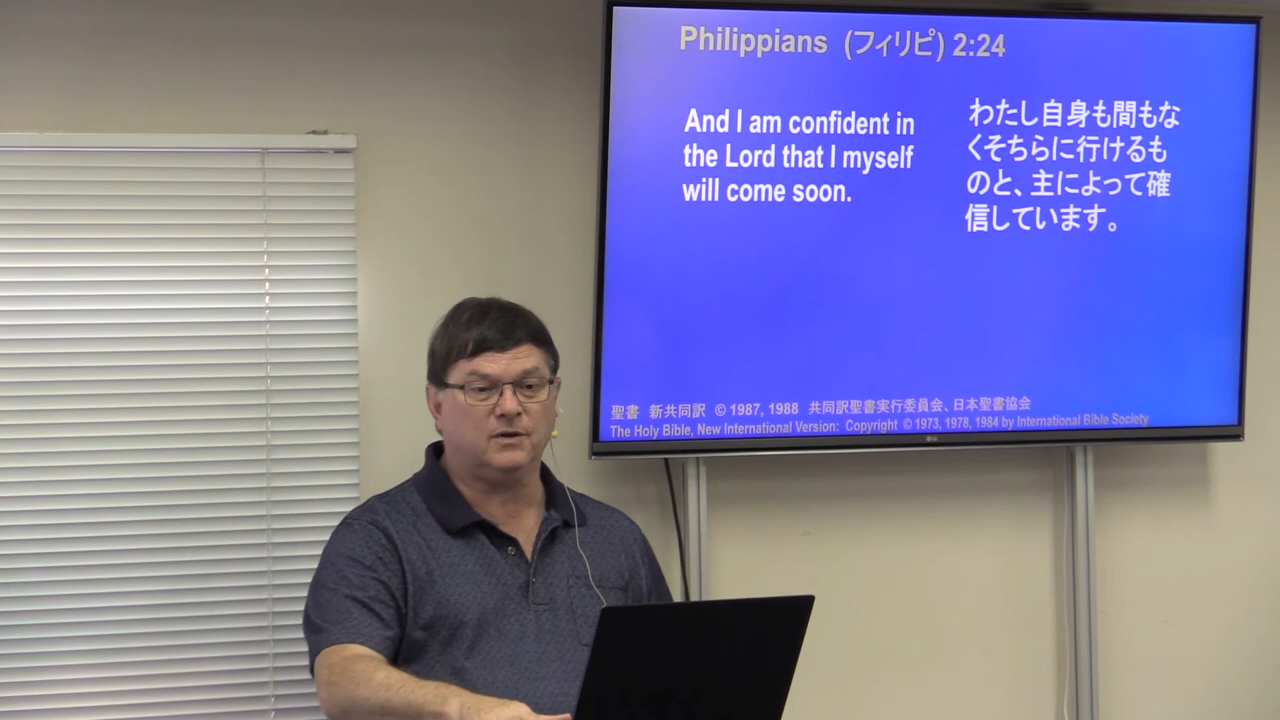 Philippians (フィリピ) 2:24
And I am confident in
the Lord that I myself
will come soon.
わたし自身も間もな
くそちらに行けるも
のと、主によって確
信しています。
聖書 新共同訳 © 1987, 1988 共同訳聖書実行委員会、日本聖書協会
The Holy Bible, New International Version: Copyright © 1973, 1978, 1984 by International Bible Society
LG